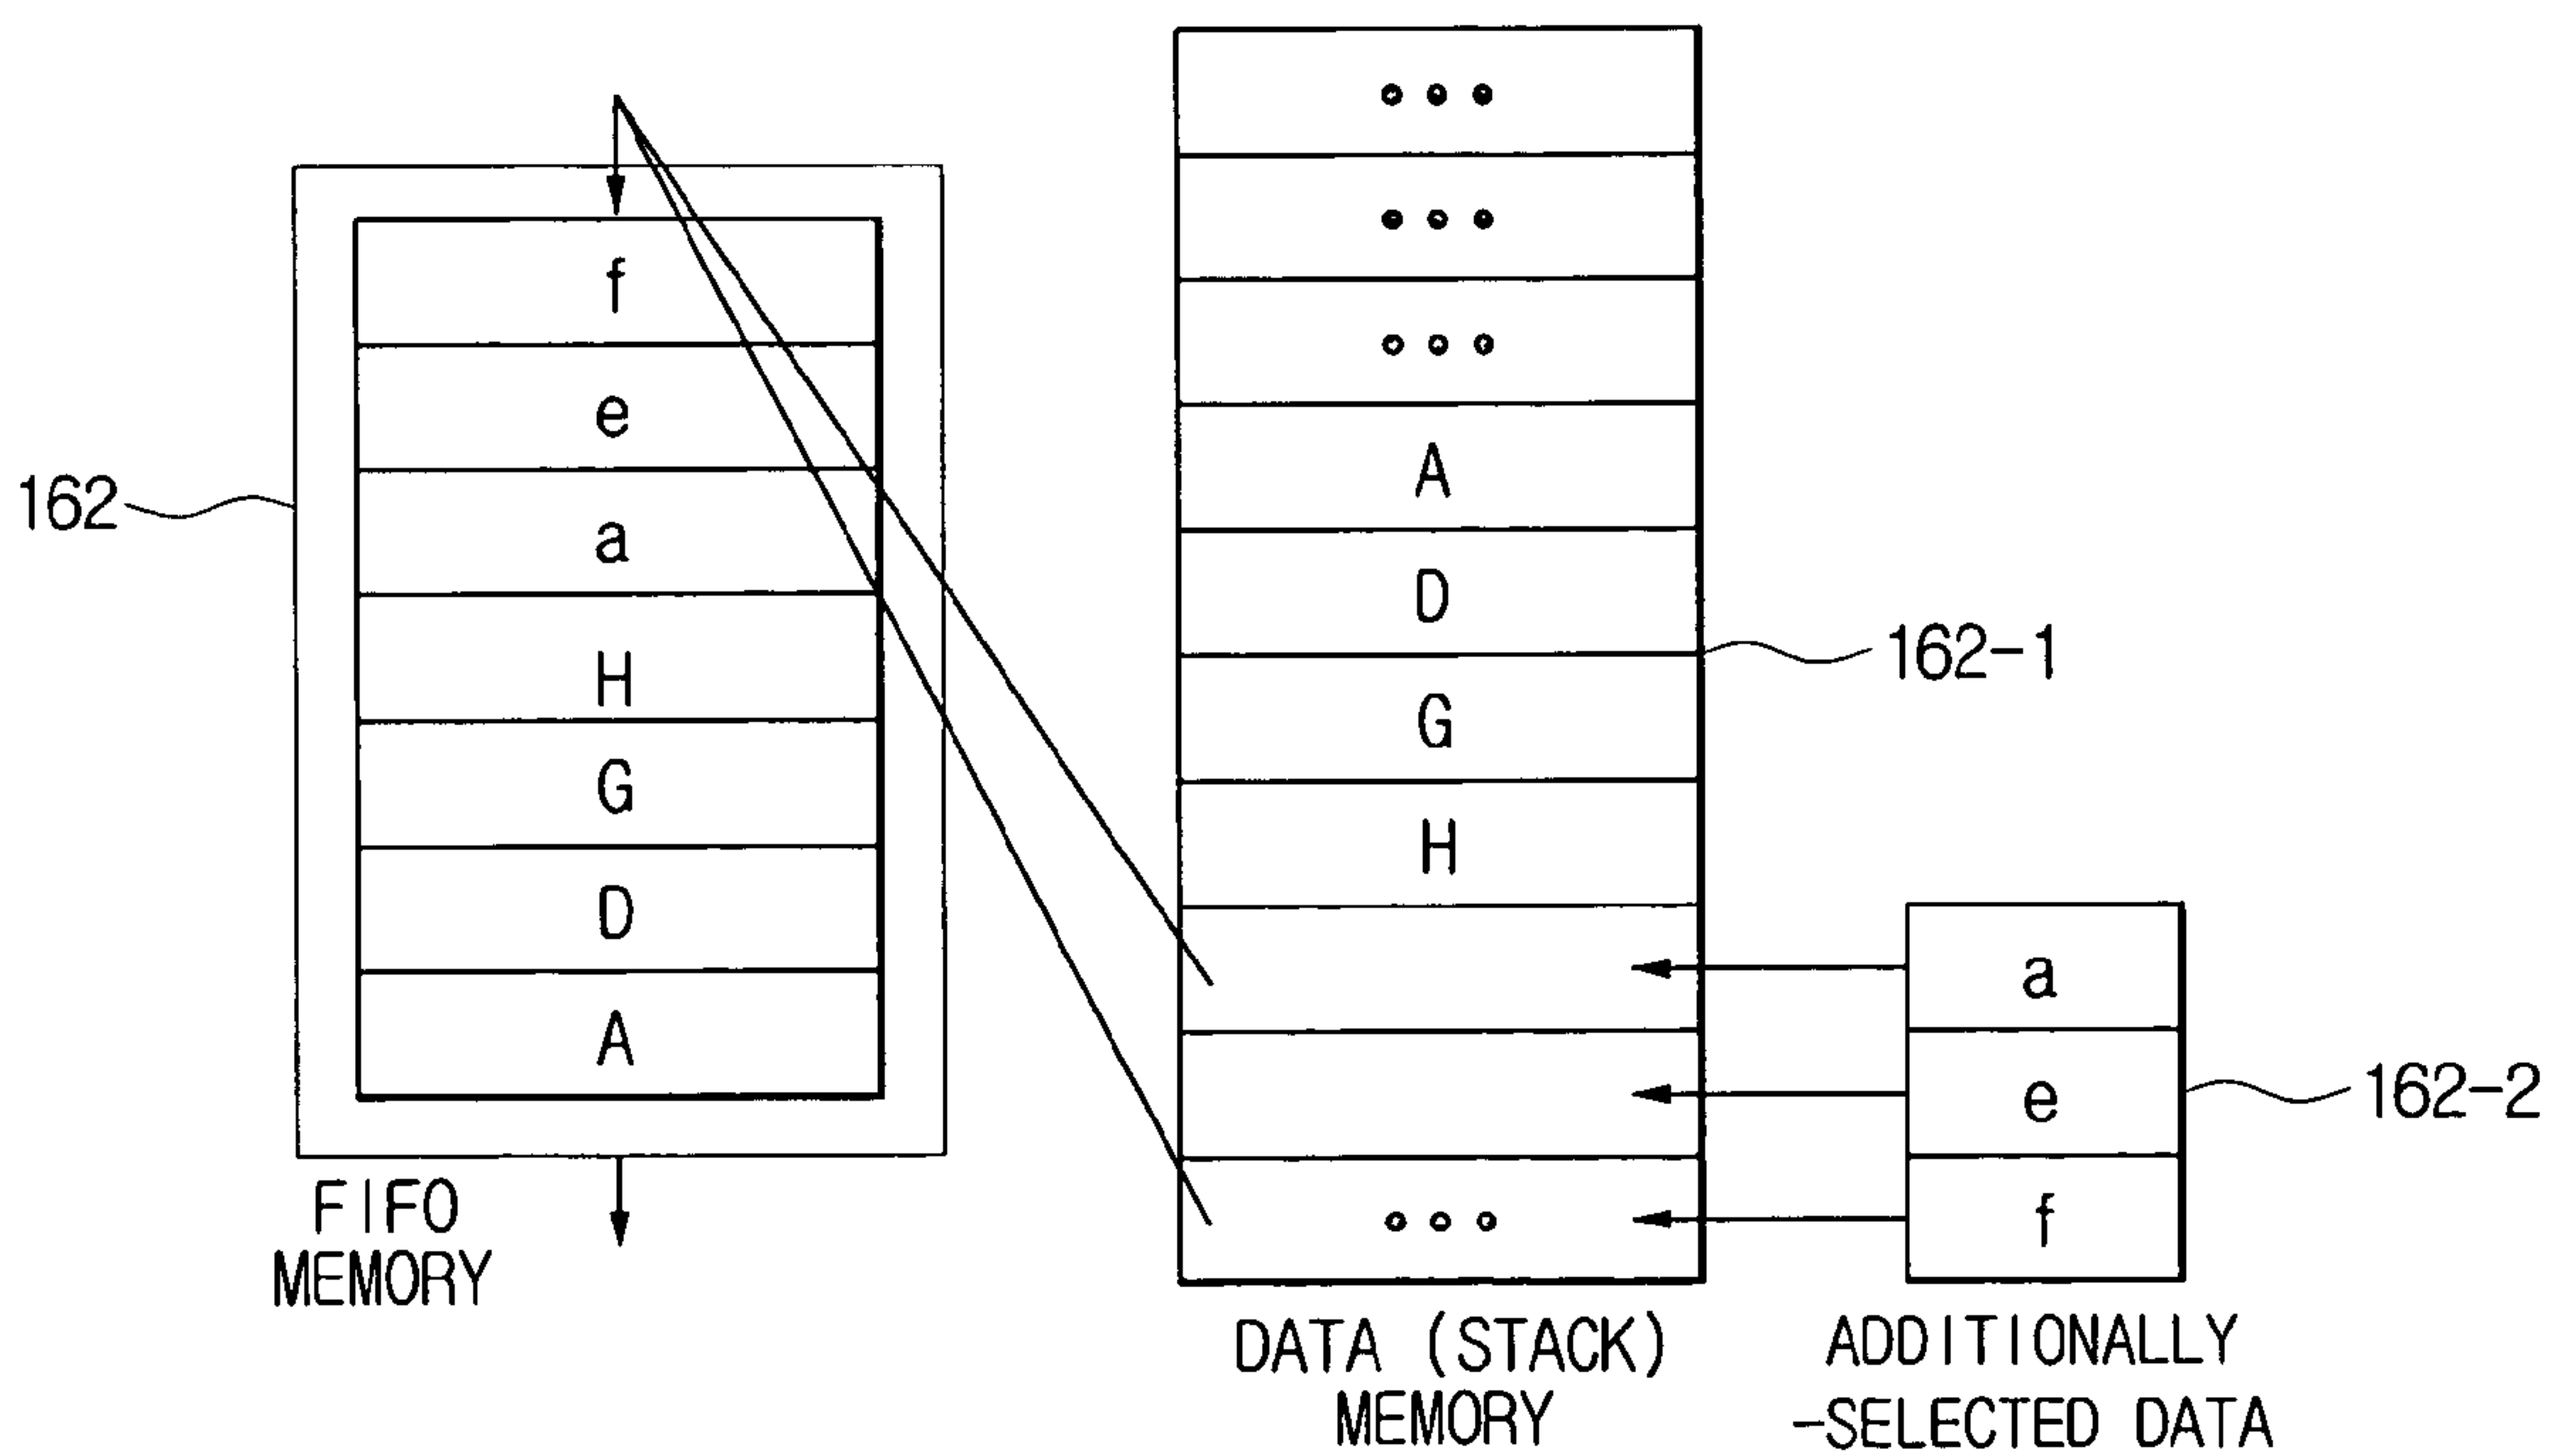 162
f
e
a
H
G
D
A
FIFO
MEMORY
• • •
• • •
• • •
A
D
G
H
• • •
DATA (STACK)
MEMORY
162-1
a
e
f
162-2
ADDITIONALLY
-SELECTED DATA